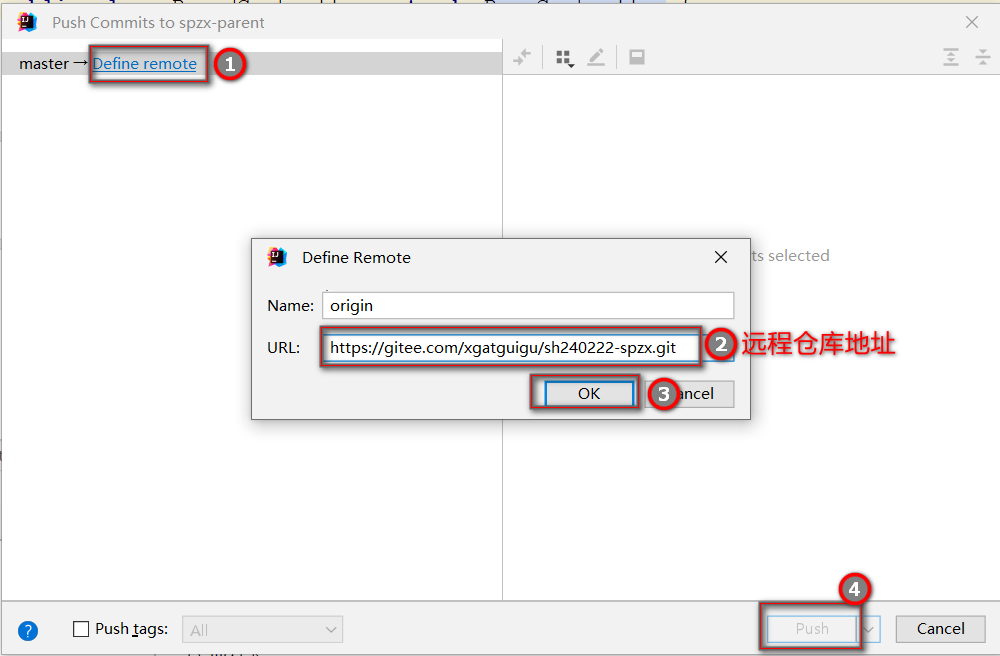 Push Commits to spzx-parent
master → Define remote
1
ts selected
Define Remote
Name: origin
URL: https://gitee.com/xgatguigu/sh240222-spzx.git
2 远程仓库地址
OK
3
ancel
4
? Push tags: All
Push
Cancel